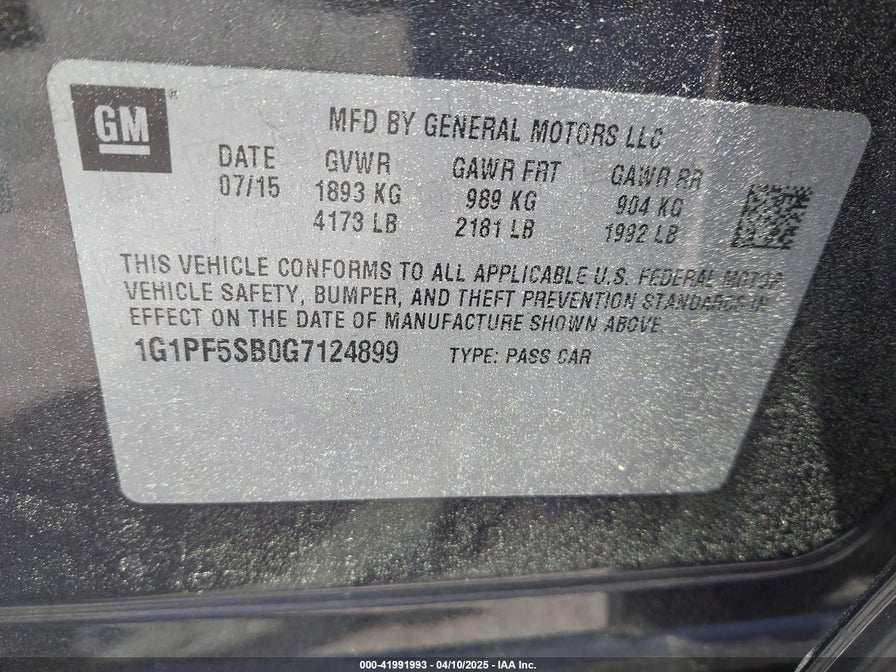 GM®
MFD BY GENERAL MOTORS LLC
DATE GVWR GAWR FRT GAWR RR
07/15 1893 KG 989 KG 904 KG
4173 LB 2181 LB 1992 LB
THIS VEHICLE CONFORMS TO ALL APPLICABLE U.S. FEDERAL MOTOR
VEHICLE SAFETY, BUMPER, AND THEFT PREVENTION STANDARDS IN
EFFECT ON THE DATE OF MANUFACTURE SHOWN ABOVE.
1G1PF5SB0G7124899 TYPE: PASS CAR
000-41991993 04/10/2025 - IAA Inc.